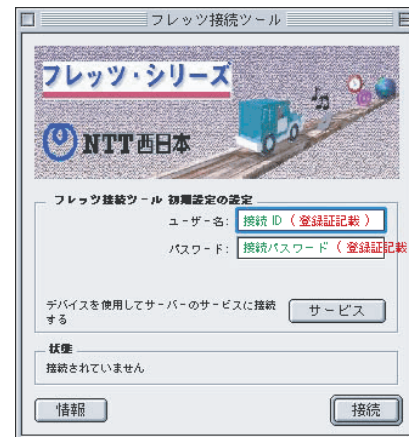 フレッツ接続ツール
フレッツ・シリーズ
NTT西日本
フレッツ接続ツール 初期設定の設定
ユーザー名: 接続 ID（登録証記載）
パスワード: 接続パスワード（登録証記載
デバイスを使用してサーバーのサービスに接続
する
サービス
状態
接続されていません
情報
接続